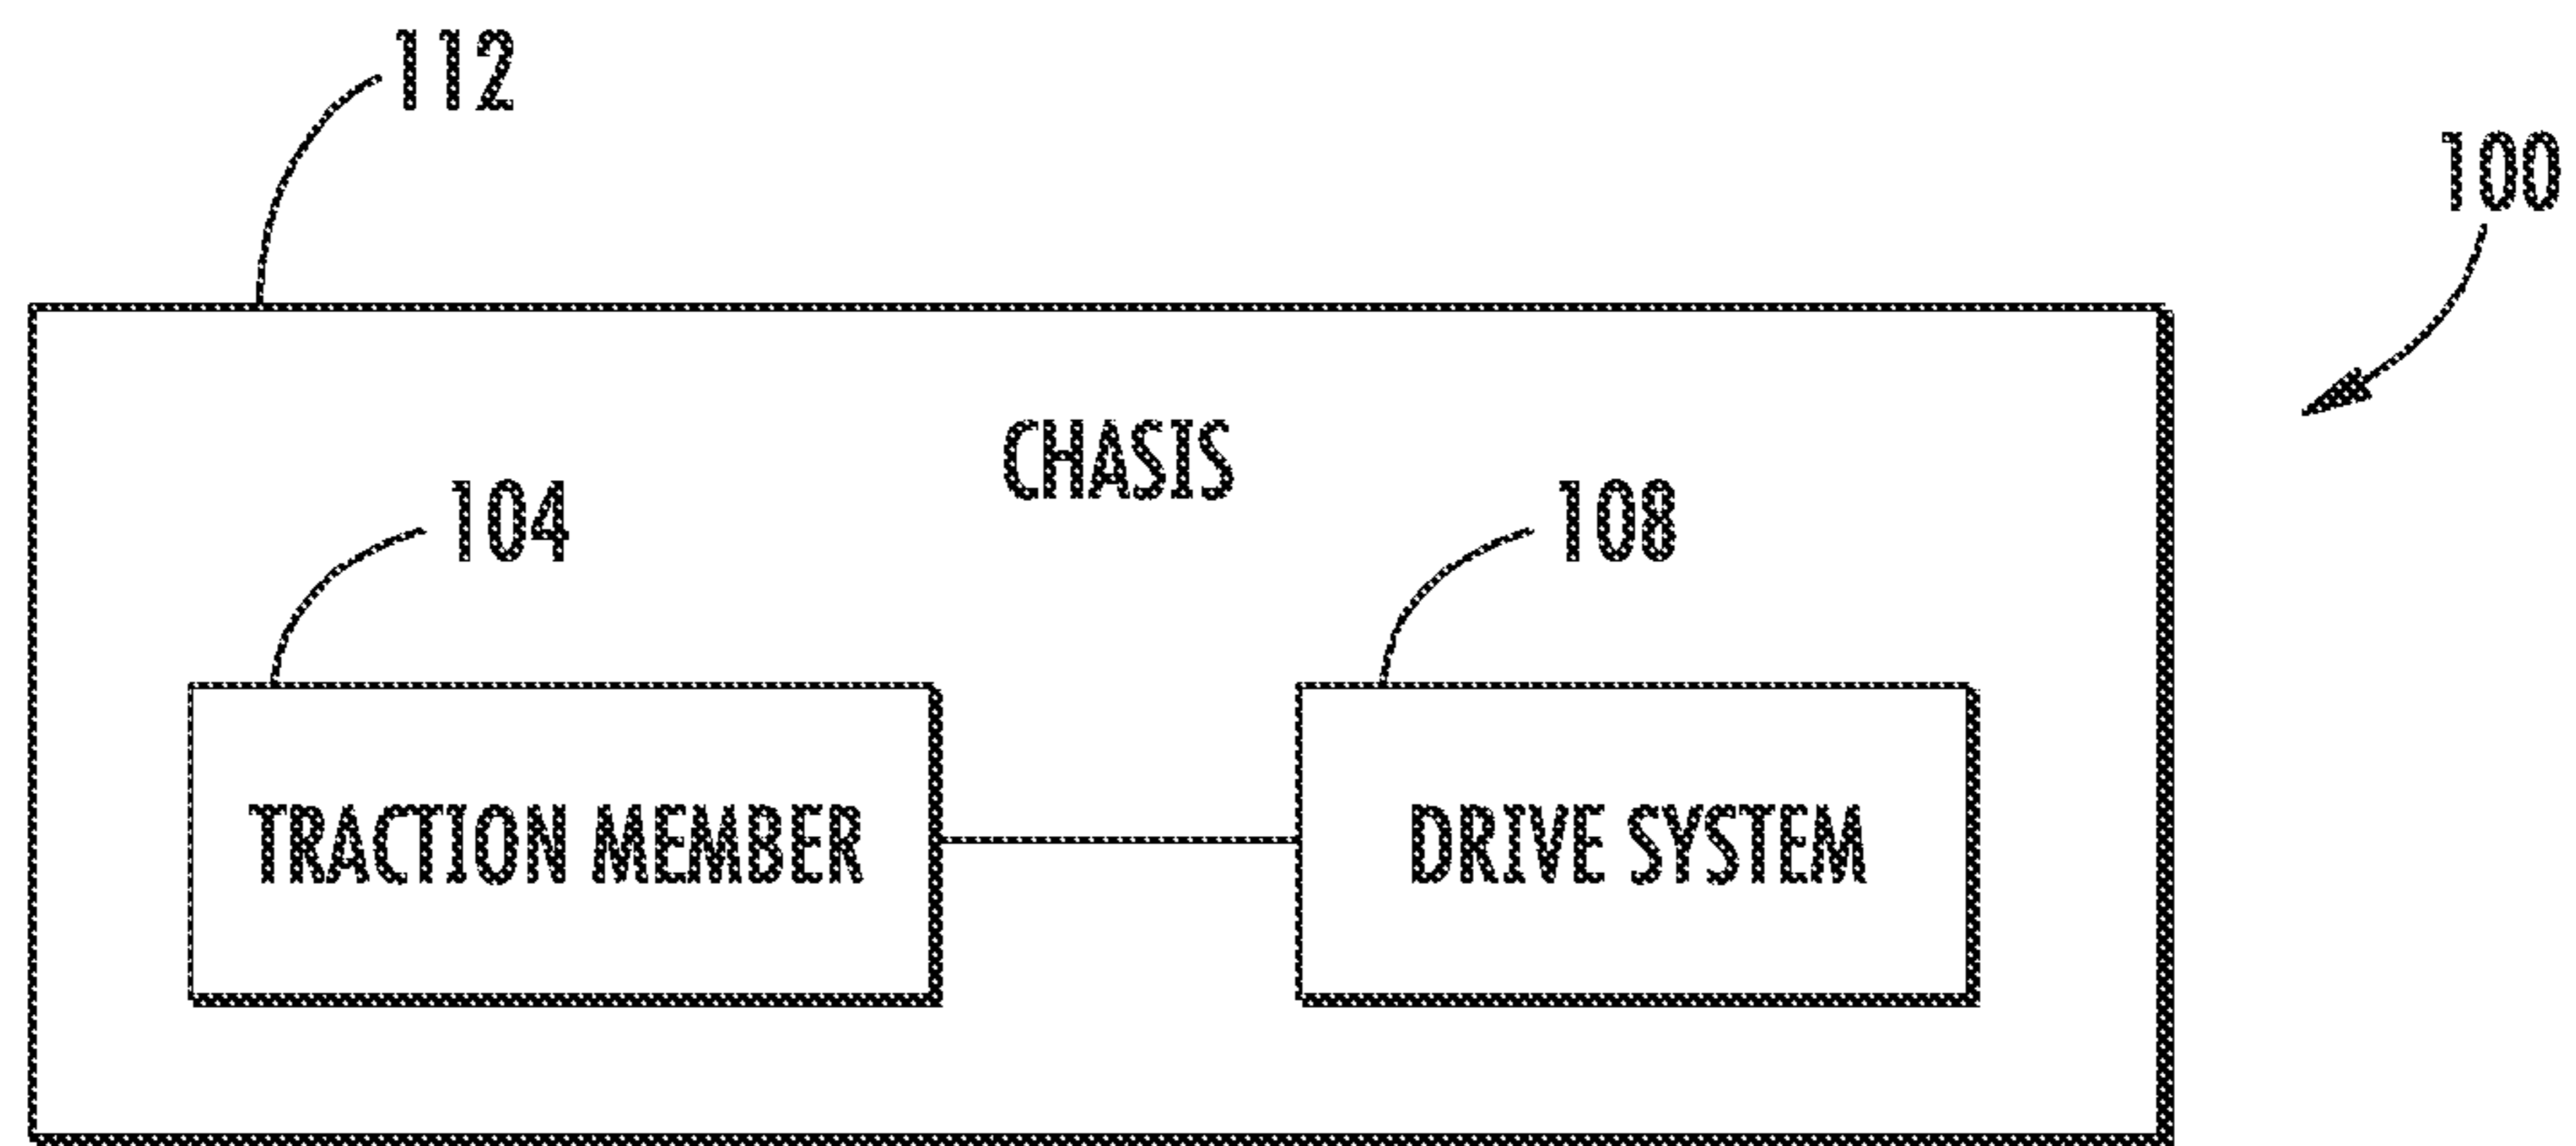 112
100
CHASIS
104
108
TRACTION MEMBER
DRIVE SYSTEM